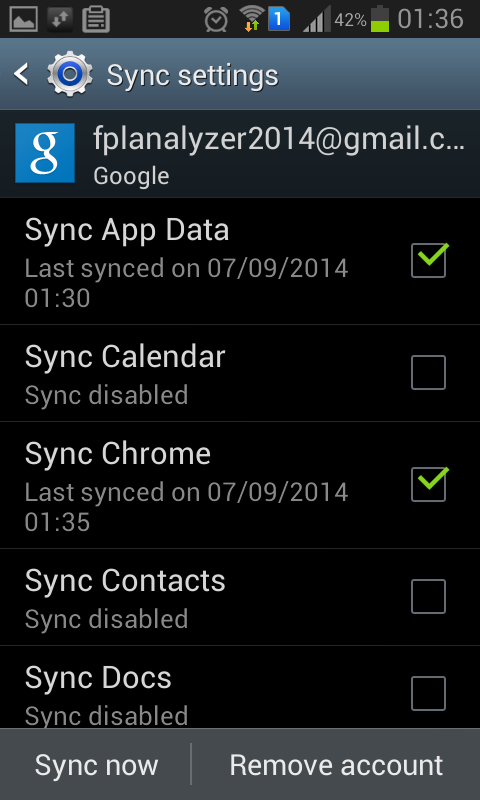 1 42% 01:36
Sync settings
g fplanalyzer2014@gmail.c...
Google
Sync App Data
Last synced on 07/09/2014
01:30
Sync Calendar
Sync disabled
Sync Chrome
Last synced on 07/09/2014
01:35
Sync Contacts
Sync disabled
Sync Docs
Sync disabled
Sync now Remove account